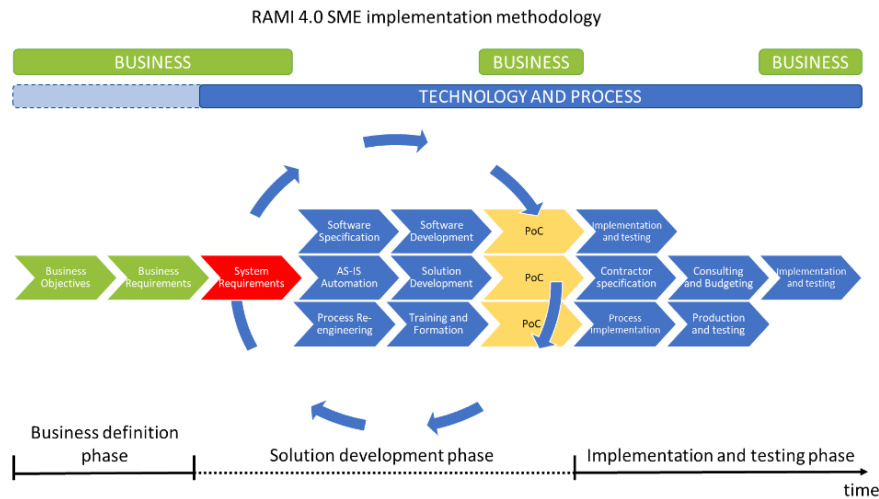 RAMI 4.0 SME implementation methodology
BUSINESS
BUSINESS
BUSINESS
TECHNOLOGY AND PROCESS
Software
Specification
Software
Development
PoC
Implementation
and testing
Business
Objectives
Business
Requirements
System
Requirements
AS-IS
Automation
Solution
Development
PoC
Contractor
specification
Consulting
and Budgeting
Implementation
and testing
Process Re-
engineering
Training and
Formation
PoC
Process
Implementation
Production
and testing
Business definition
phase
Solution development phase
Implementation and testing phase
time